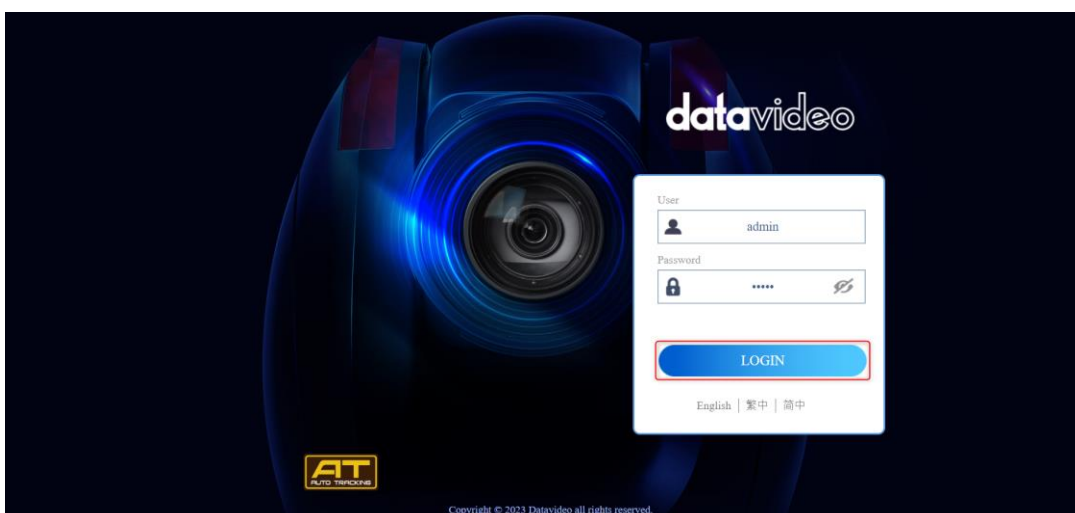 datavideo
User
admin
Password
•••••
LOGIN
English | 繁中 | 简中
AT
AUTO TRACKING
Copyright © 2023 Datavideo all rights reserved.